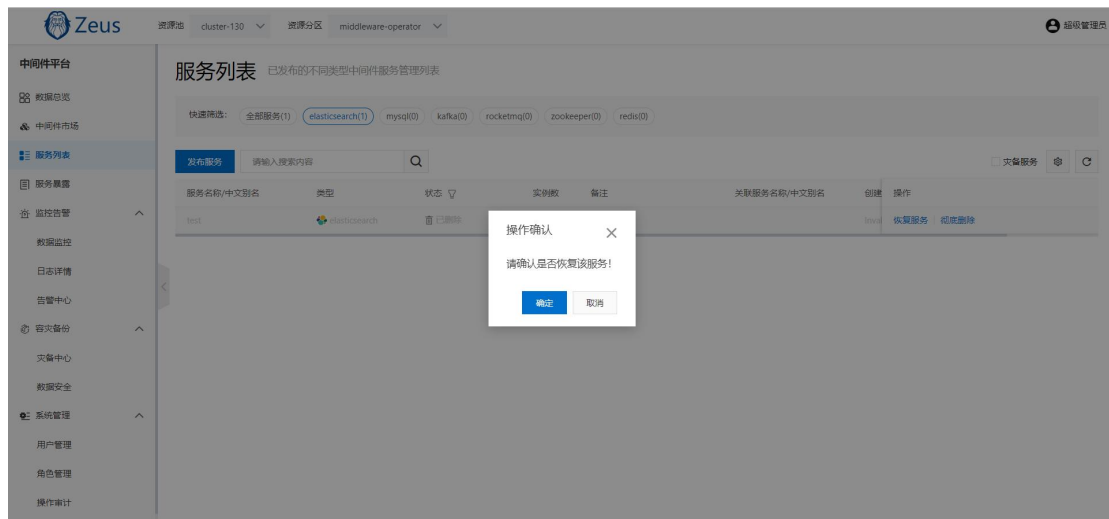 Zeus 资源池 cluster-130 资源分区 middleware-operator 超级管理员
中间件平台
数据总览
中间件市场
服务列表
服务暴露
监控告警
数据监控
日志详情
告警中心
容灾备份
灾备中心
数据安全
系统管理
用户管理
角色管理
操作审计
服务列表 已发布的不同类型中间件服务管理列表
快速筛选: 全部服务(1) elasticsearch(1) mysql(0) kafka(0) rocketmq(0) zookeeper(0) redis(0)
发布服务 请输入搜索内容 灾备服务
服务名称/中文别名 类型 状态 实例数 备注 关联服务名称/中文别名 创建 操作
test elasticsearch 已删除 恢复服务 彻底删除
操作确认
请确认是否恢复该服务!
确定 取消